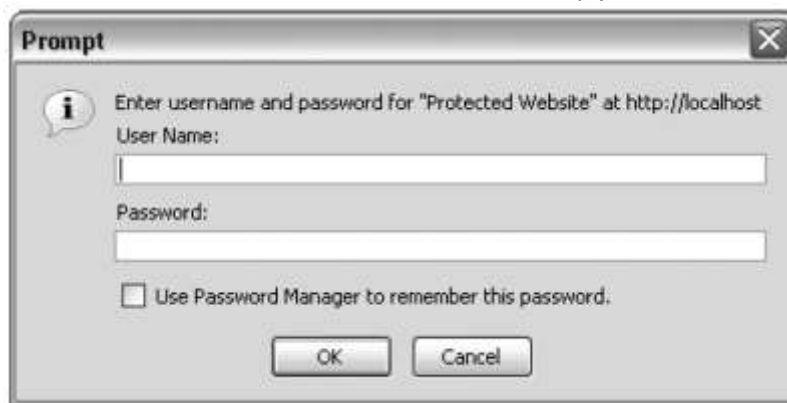 Prompt
Enter username and password for "Protected Website" at http://localhost
User Name:
Password:
Use Password Manager to remember this password.
OK
Cancel